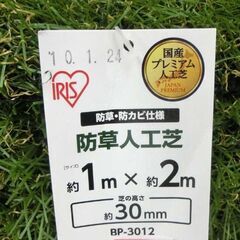 10.1.24
IRIS
国産
プレミアム
人工芝
JAPAN
PREMIUM
防草・防カビ仕様
防草人工芝
(サイズ)
約1m×約2m
芝の高さ
約30mm
BP-3012